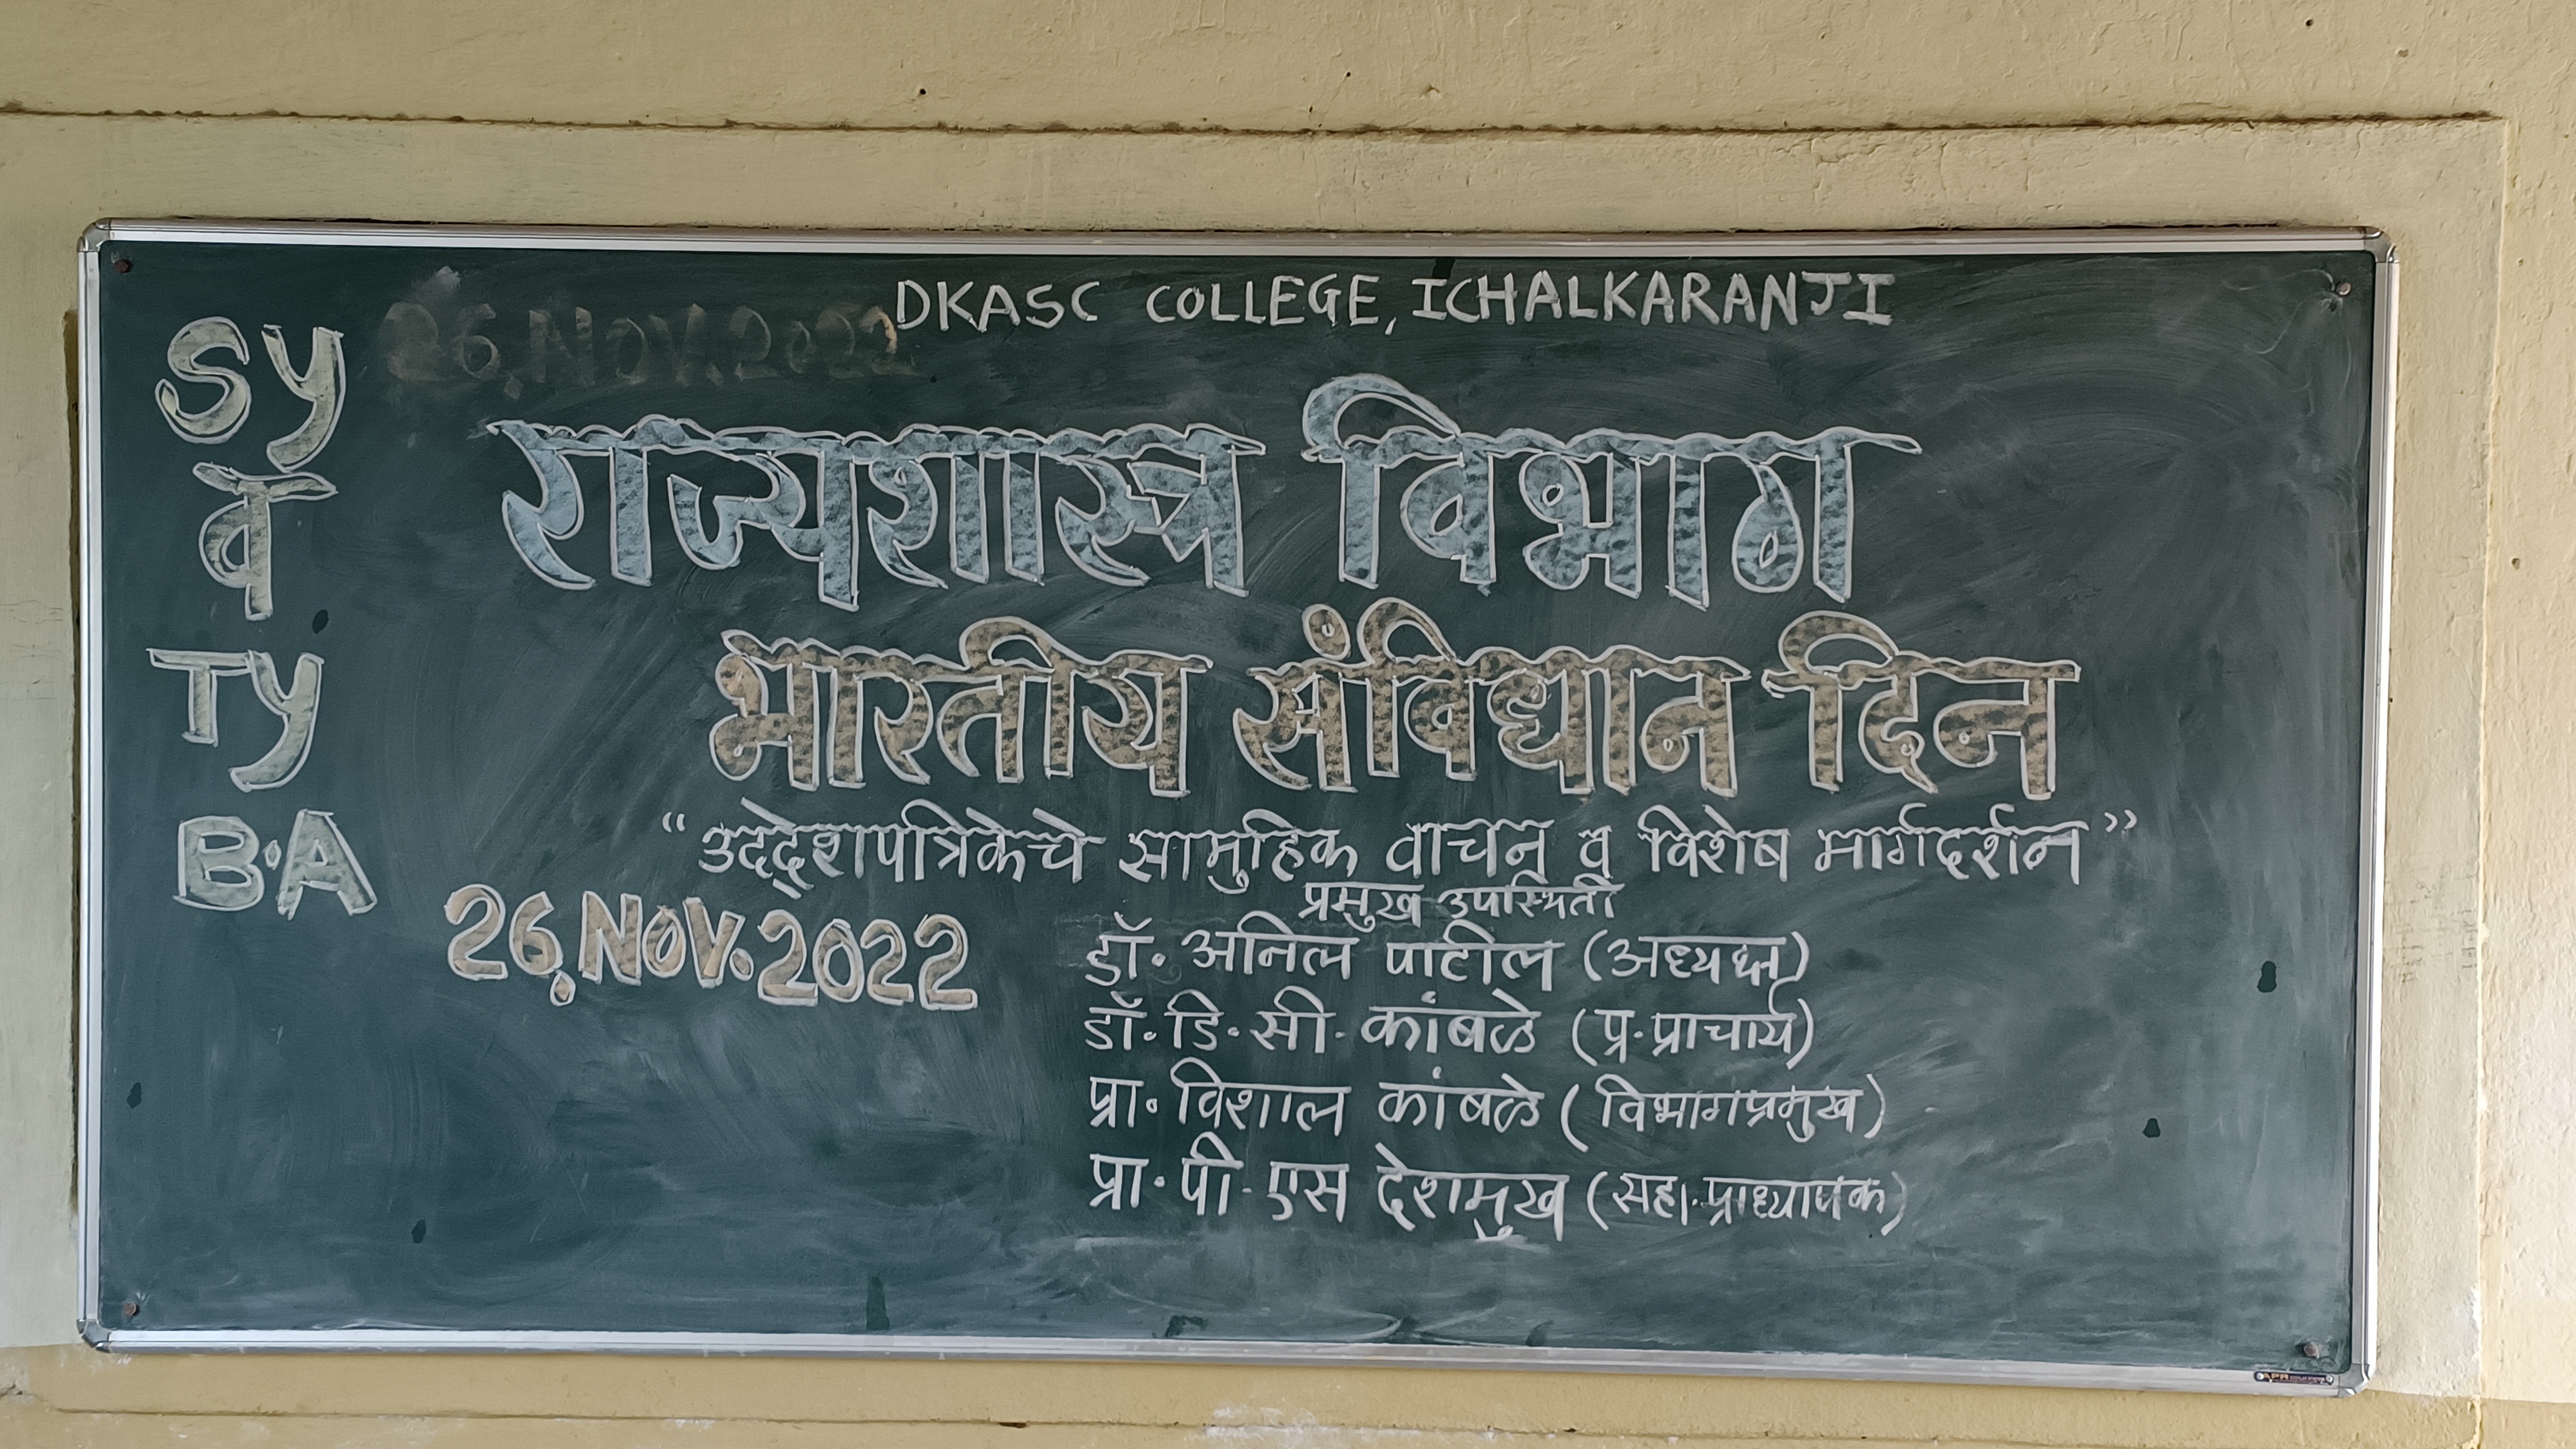 DKASC COLLEGE, ICHALKARANJI
26.Nov.2022
SY
व
TY
B.A
राज्यशास्त्र विभाग
भारतीय संविधान दिन
“उद्देशपत्रिकेचे सामुहिक वाचन व विशेष मार्गदर्शन”
26.Nov.2022
प्रमुख उपस्थिती
डॉ. अनिल पाटील (अध्यक्ष)
डॉ. डि. सी. कांबळे (प्र. प्राचार्य)
प्रा. विशाल कांबळे (विभागप्रमुख)
प्रा. पी. एस देशमुख (सहा. प्राध्यापक)